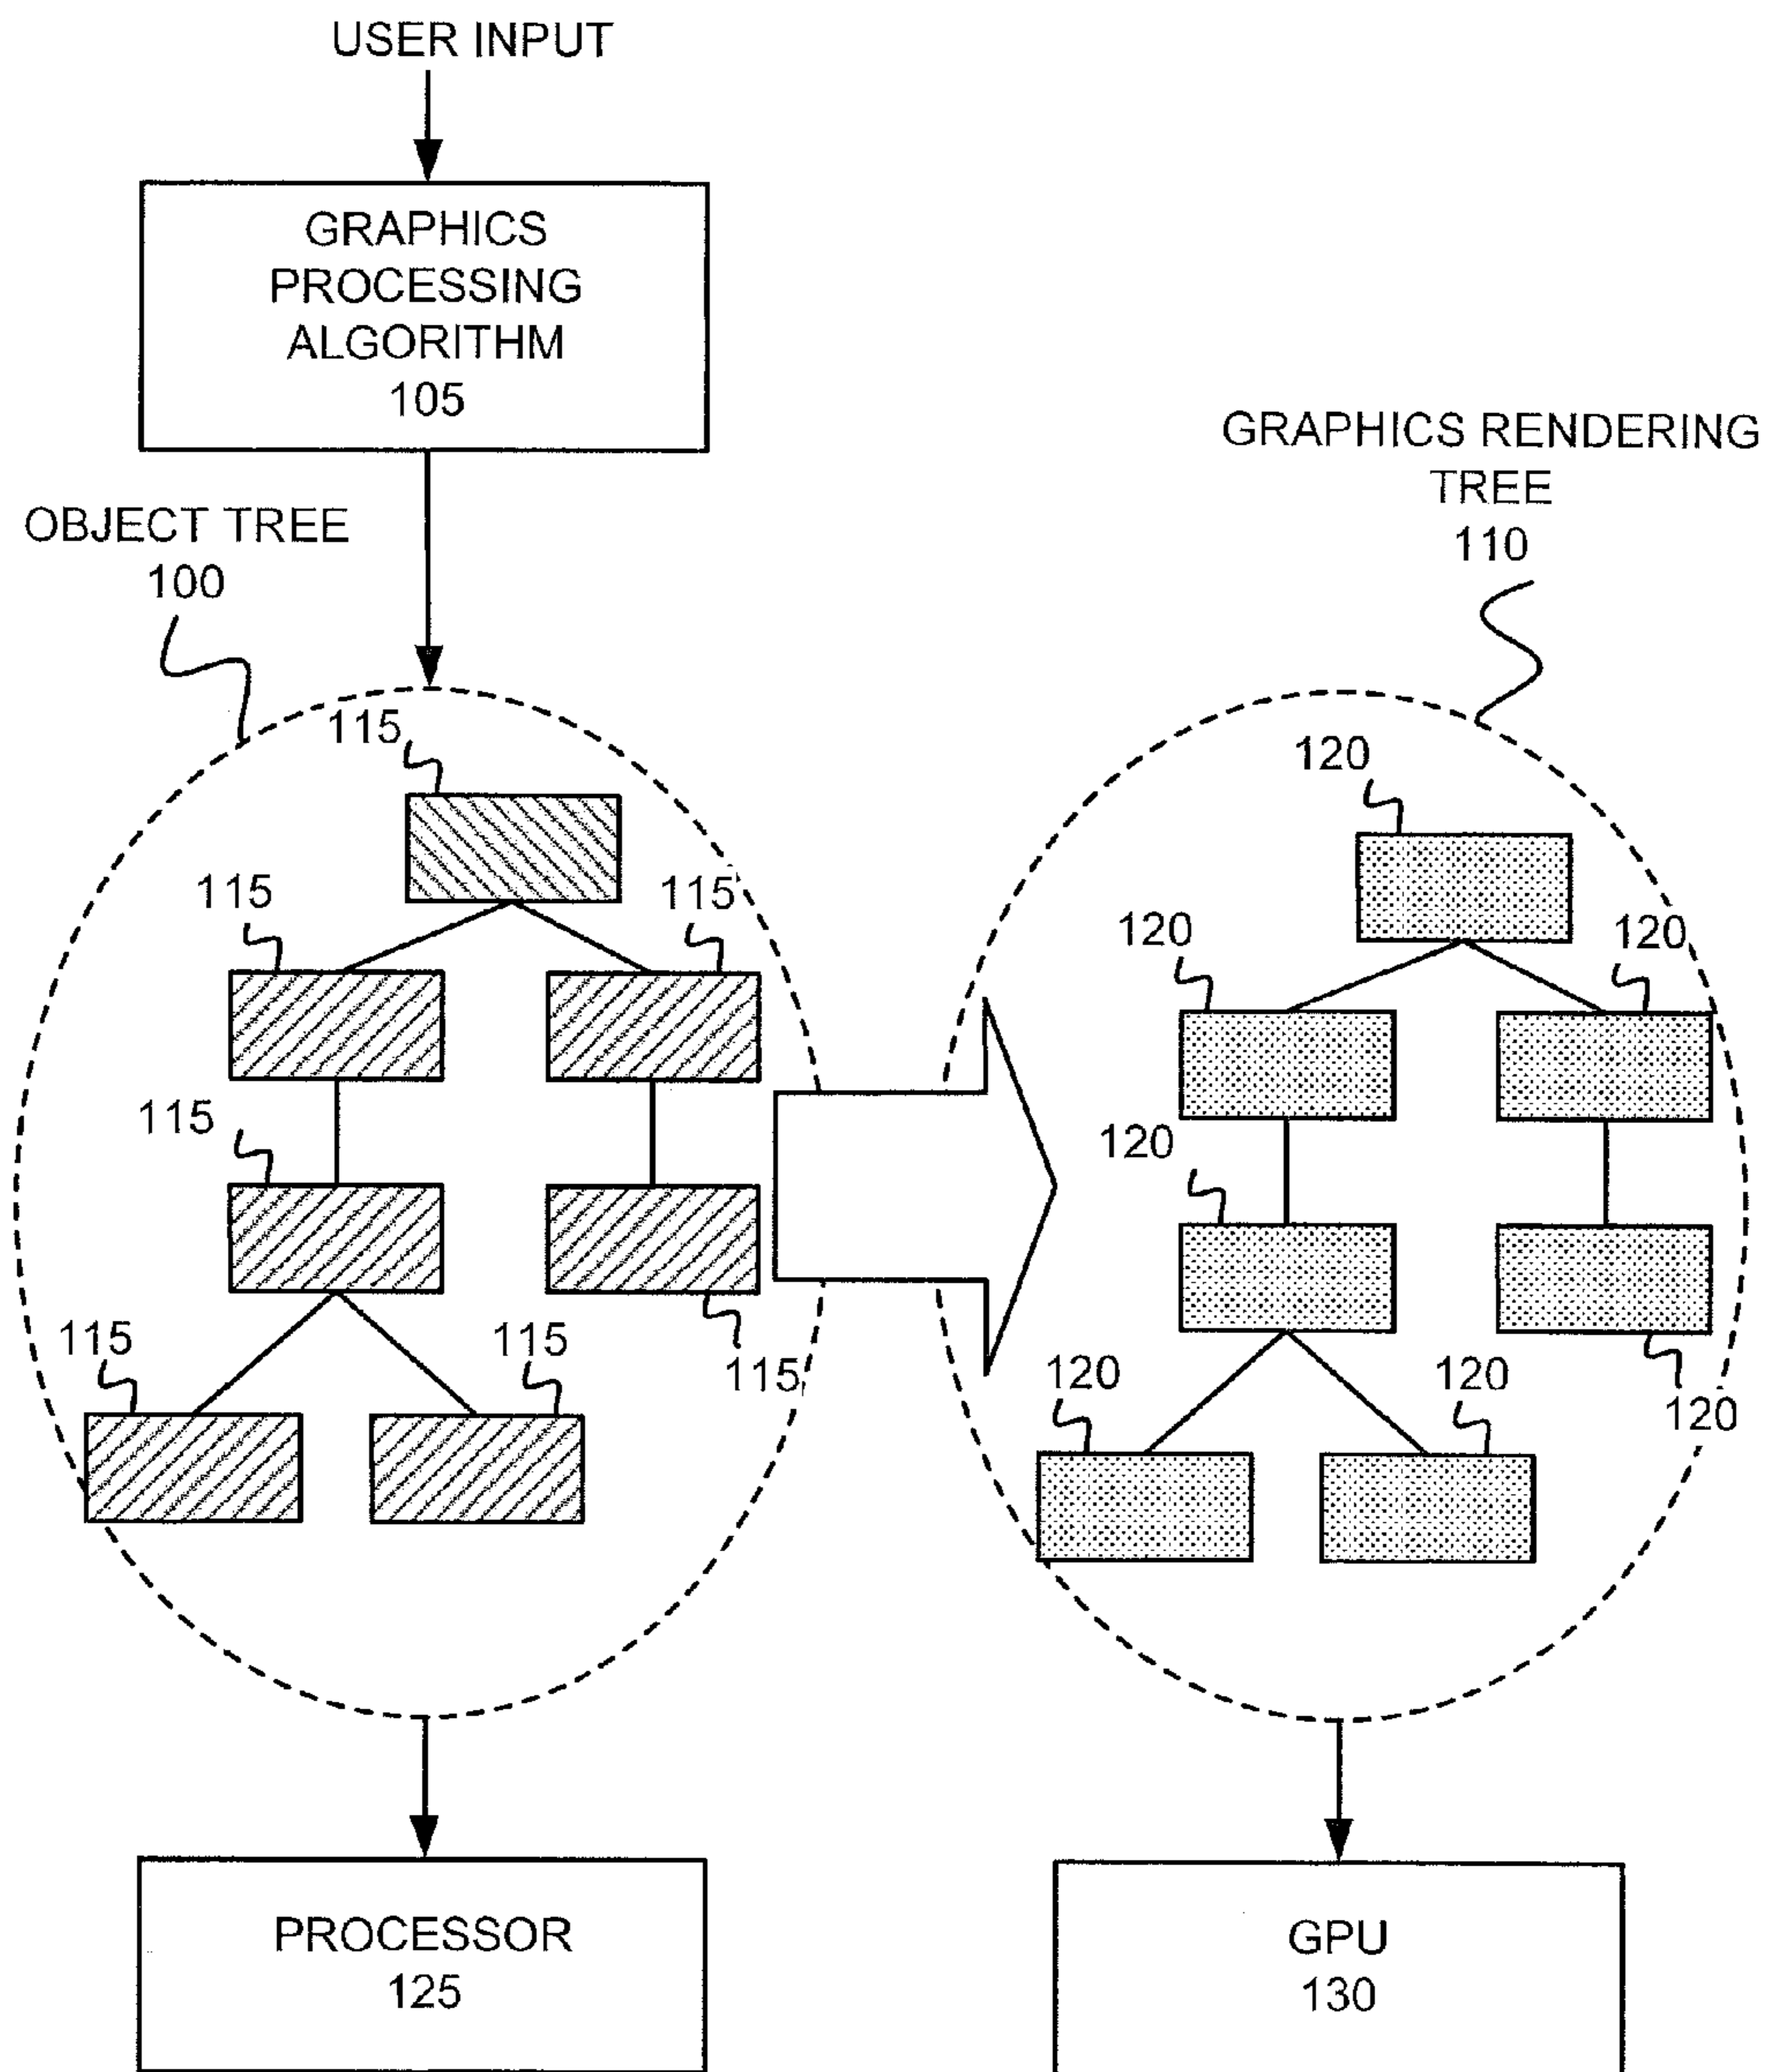 USER INPUT
GRAPHICS
PROCESSING
ALGORITHM
105
GRAPHICS RENDERING
TREE
110
OBJECT TREE
100
115
120
115
115
120
120
115
120
115
115
115
120
120
120
PROCESSOR
125
GPU
130